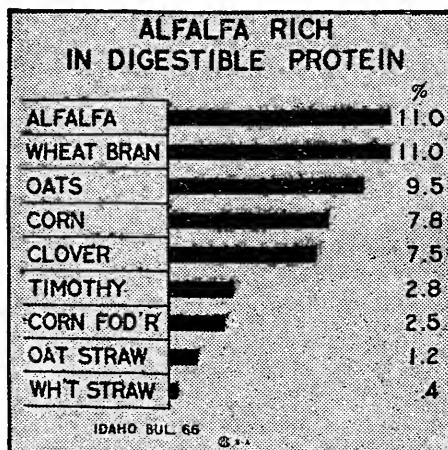 ALFALFA RICH
IN DIGESTIBLE PROTEIN
%
ALFALFA 11.0
WHEAT BRAN 11.0
OATS 9.5
CORN 7.8
CLOVER 7.5
TIMOTHY 2.8
CORN FOD'R 2.5
OAT STRAW 1.2
WH'T STRAW .4
IDAHO BUL. 66